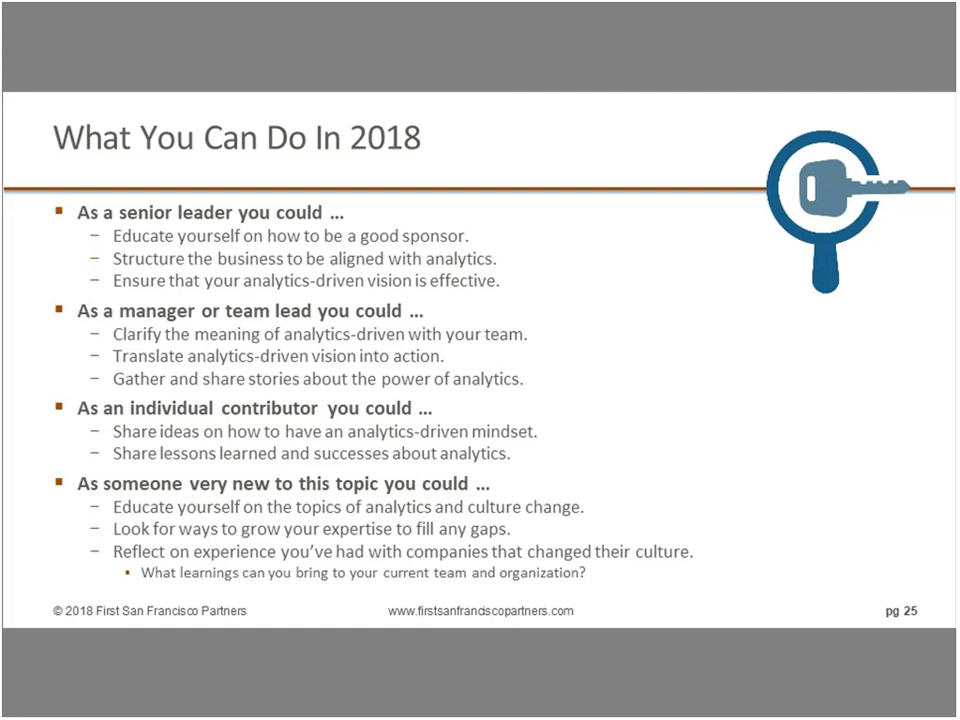 What You Can Do In 2018
▪ As a senior leader you could …
– Educate yourself on how to be a good sponsor.
– Structure the business to be aligned with analytics.
– Ensure that your analytics-driven vision is effective.
▪ As a manager or team lead you could …
– Clarify the meaning of analytics-driven with your team.
– Translate analytics-driven vision into action.
– Gather and share stories about the power of analytics.
▪ As an individual contributor you could …
– Share ideas on how to have an analytics-driven mindset.
– Share lessons learned and successes about analytics.
▪ As someone very new to this topic you could …
– Educate yourself on the topics of analytics and culture change.
– Look for ways to grow your expertise to fill any gaps.
– Reflect on experience you’ve had with companies that changed their culture.
▪ What learnings can you bring to your current team and organization?
© 2018 First San Francisco Partners www.firstsanfranciscopartners.com pg 25